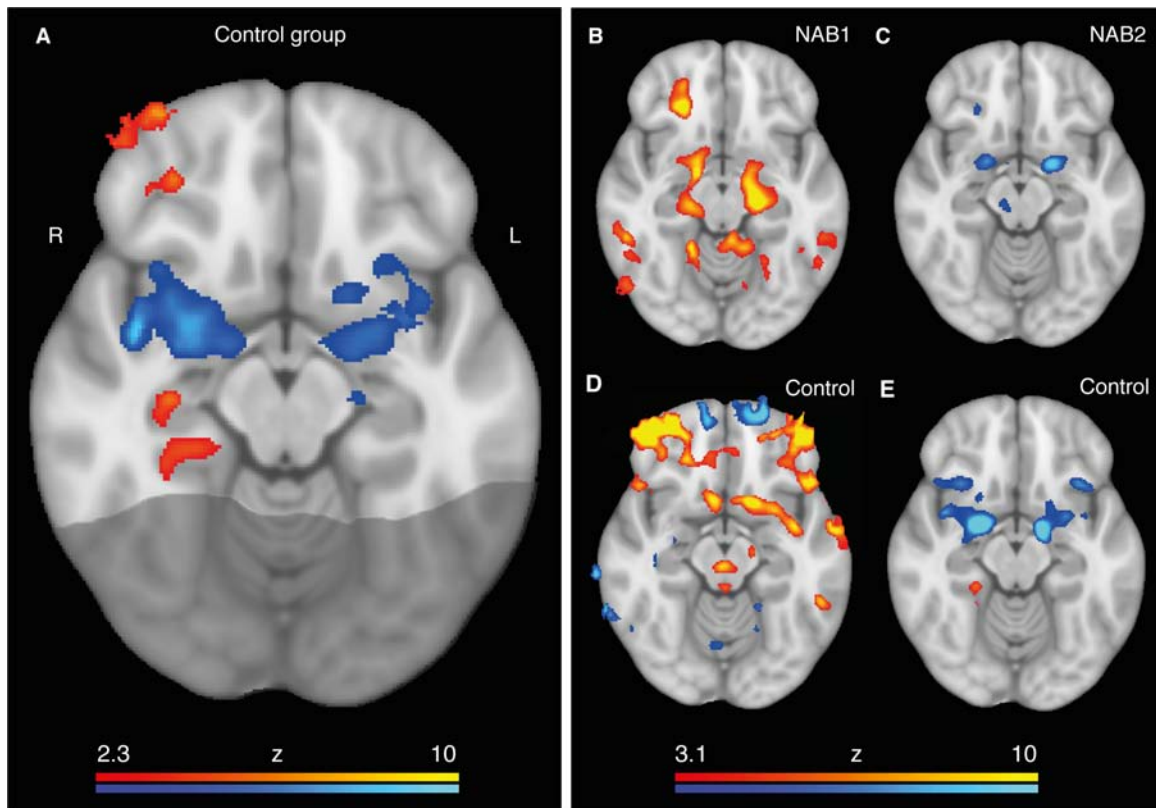 A
Control group
R
L
2.3 z 10
B NAB1
C NAB2
D Control
E Control
3.1 z 10